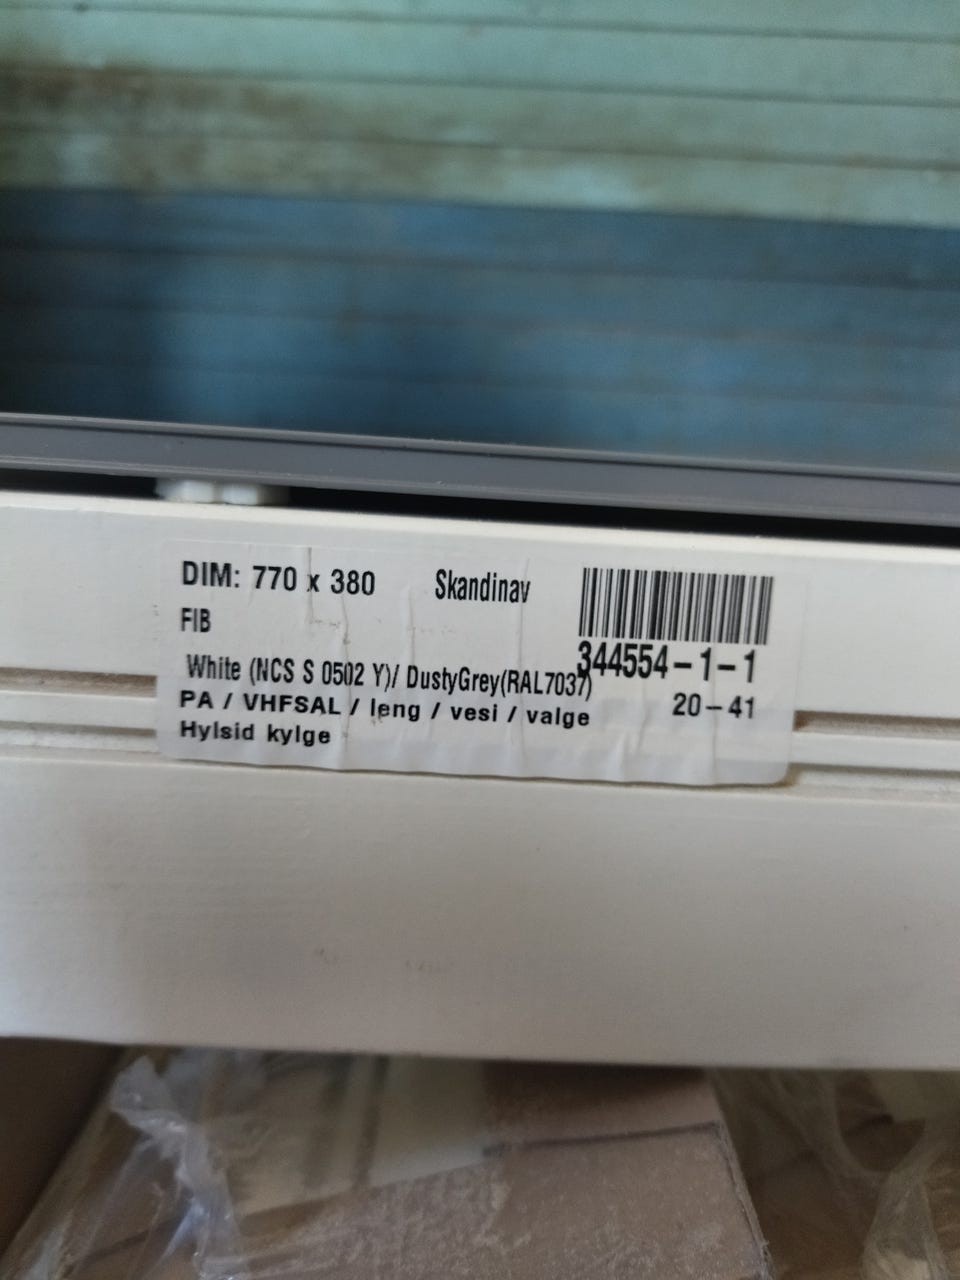 DIM: 770 x 380 Skandinav
FIB
344554-1-1
White (NCS S 0502 Y)/ DustyGrey(RAL7037)
20-41
PA / VHFSAL / leng / vesi / valge
Hylsid kylge